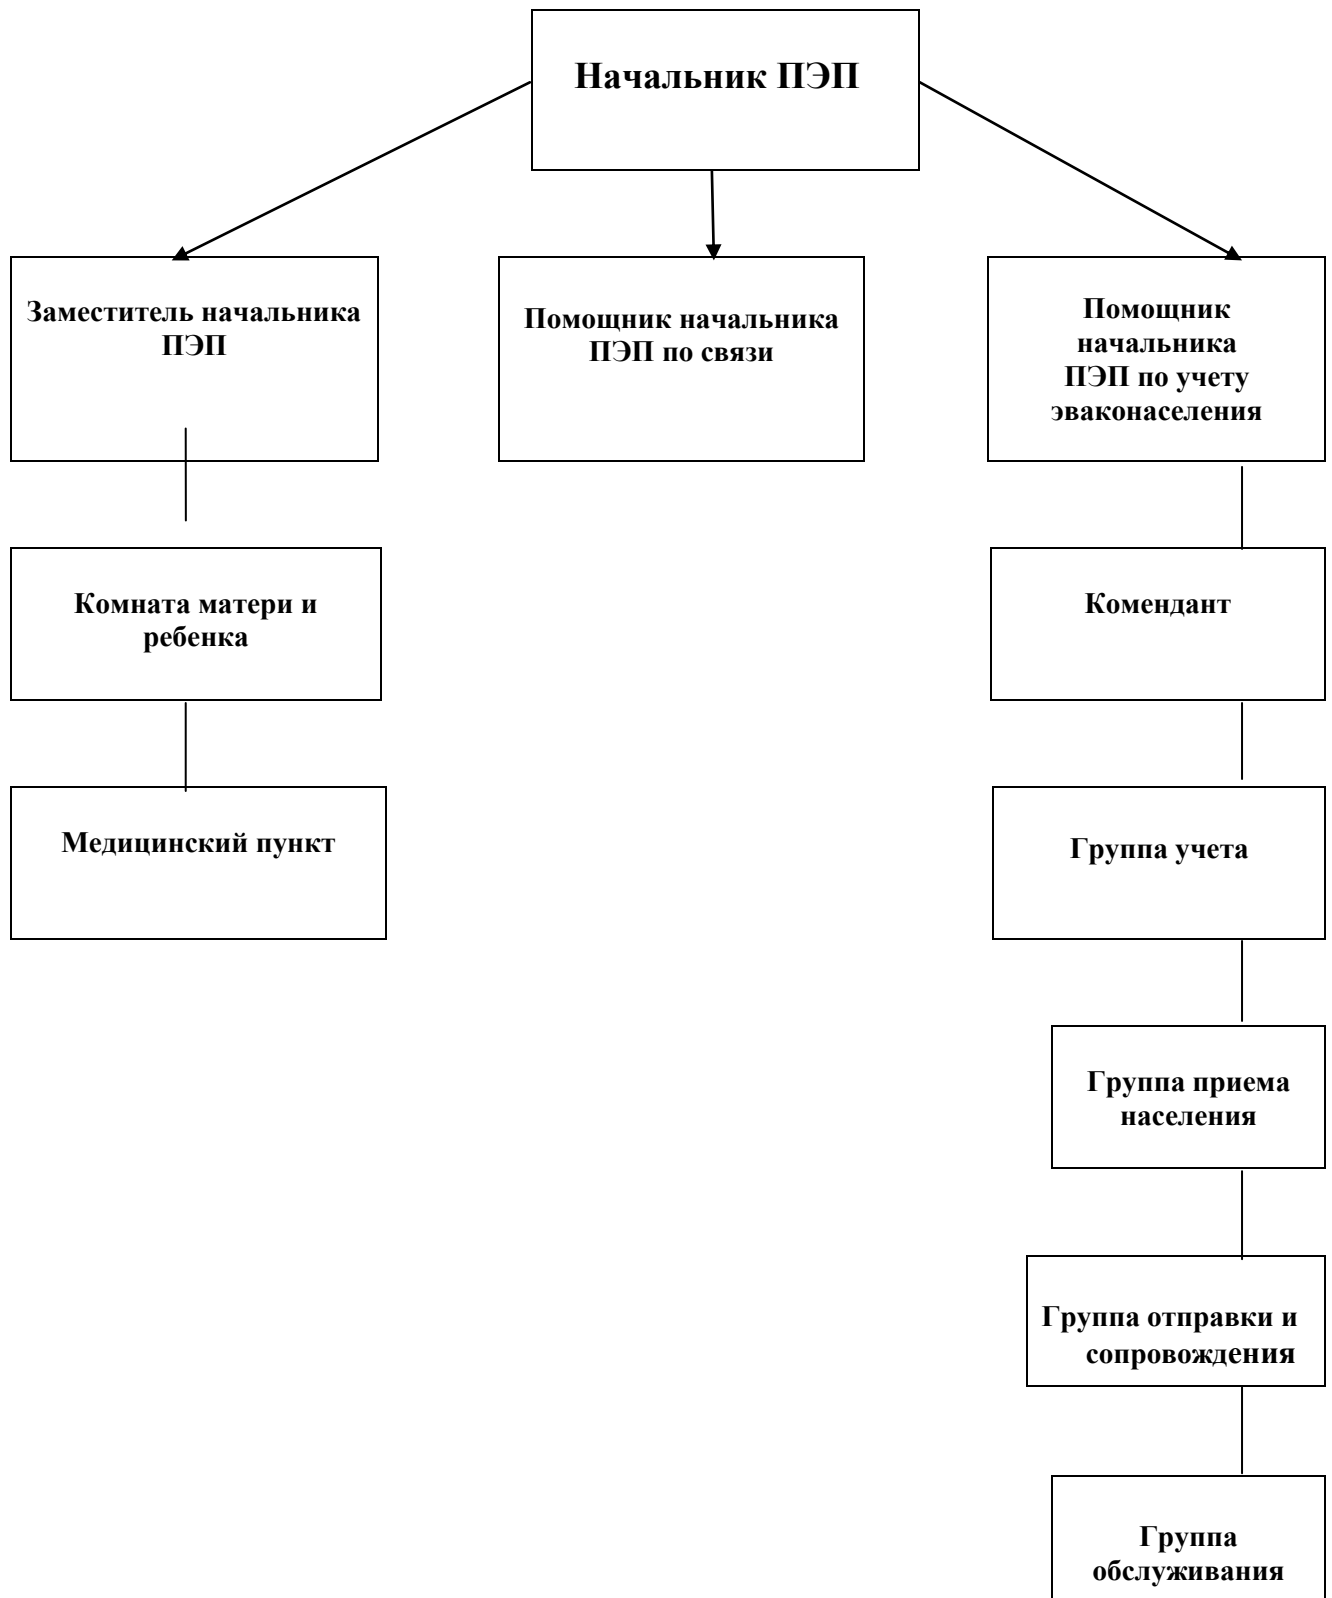 Начальник ПЭП
Заместитель начальника
ПЭП
Помощник начальника
ПЭП по связи
Помощник
начальника
ПЭП по учету
эваконаселения
Комната матери и
ребенка
Комендант
Медицинский пункт
Группа учета
Группа приема
населения
Группа отправки и
сопровождения
Группа
обслуживания